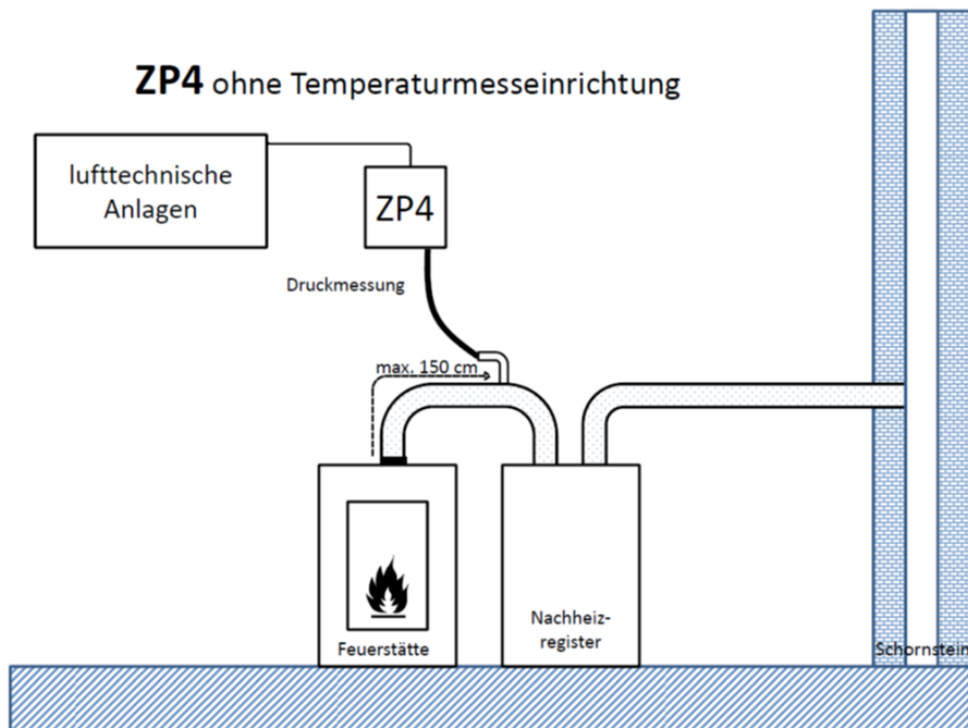 ZP4 ohne Temperaturmesseinrichtung
lufttechnische
Anlagen
ZP4
Druckmessung
max. 150 cm
Nachheiz-
register
Feuerstätte
Schornstein